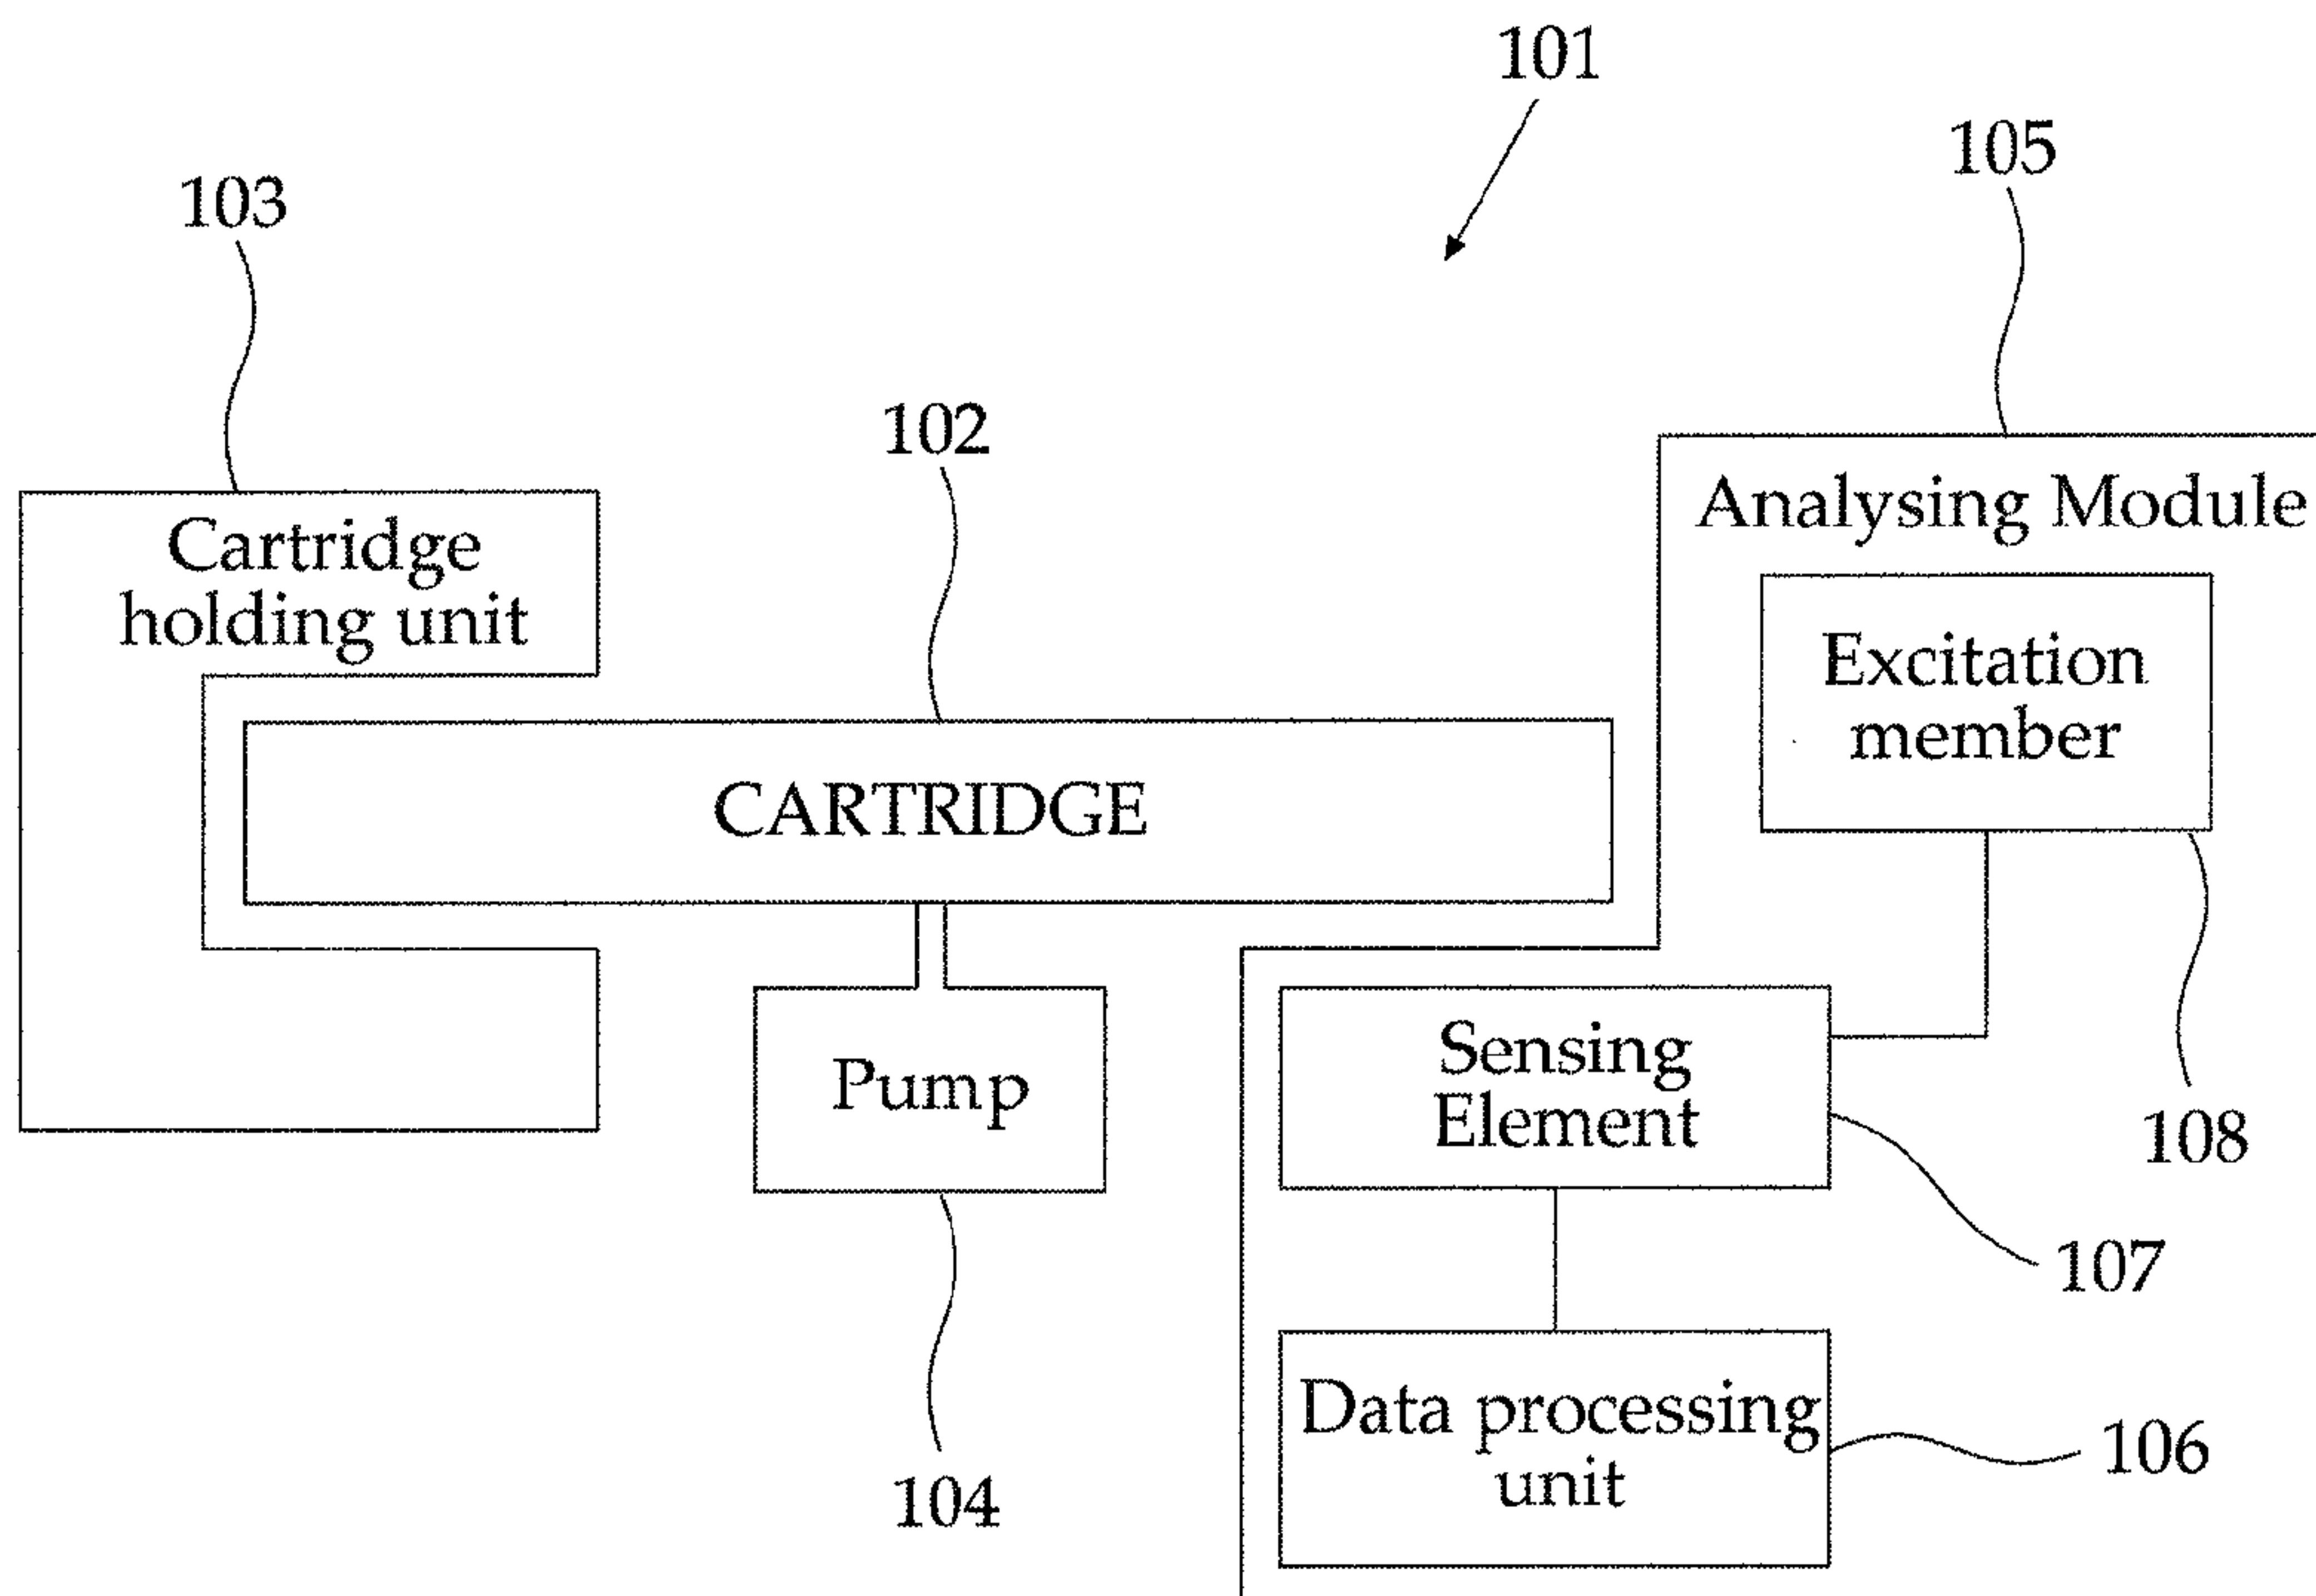 101
105
103
102
Analysing Module
Cartridge
holding unit
Excitation
member
CARTRIDGE
Sensing
Element
Pump
108
107
Data processing
unit
106
104